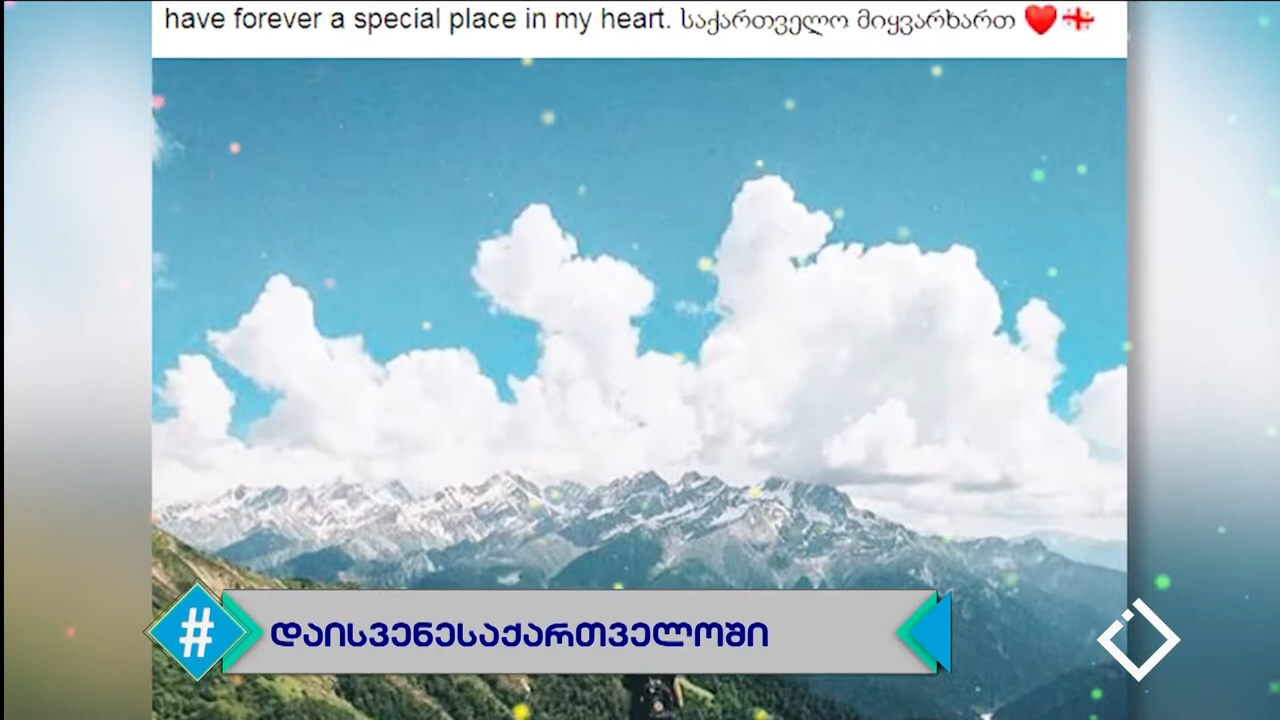 have forever a special place in my heart. საქართველო მიყვარხართ ❤️🇬🇪
# დაისვენესაქართველოში